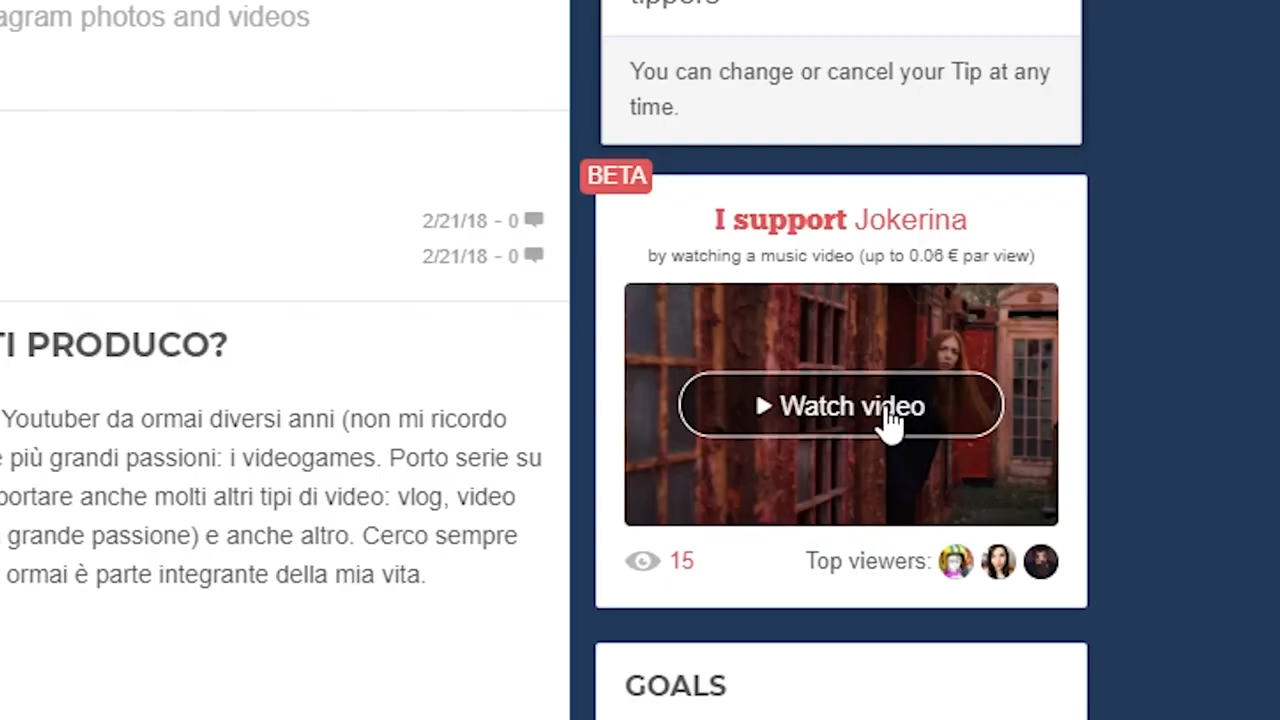 agram photos and videos
2/21/18 - 0
2/21/18 - 0
TI PRODUCO?
Youtuber da ormai diversi anni (non mi ricordo
più grandi passioni: i videogames. Porto serie su
portare anche molti altri tipi di video: vlog, video
grande passione) e anche altro. Cerco sempre
ormai è parte integrante della mia vita.
tippers
You can change or cancel your Tip at any
time.
BETA
I support Jokerina
by watching a music video (up to 0.06 € par view)
Watch video
15
Top viewers:
GOALS